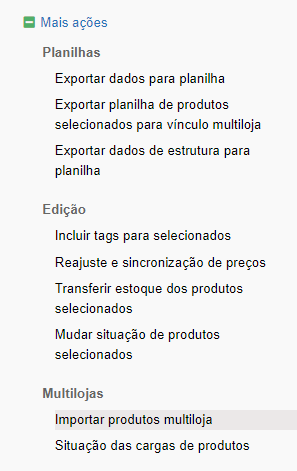 Mais ações
Planilhas
Exportar dados para planilha
Exportar planilha de produtos
selecionados para vínculo multiloja
Exportar dados de estrutura para
planilha
Edição
Incluir tags para selecionados
Reajuste e sincronização de preços
Transferir estoque dos produtos
selecionados
Mudar situação de produtos
selecionados
Multilojas
Importar produtos multiloja
Situação das cargas de produtos